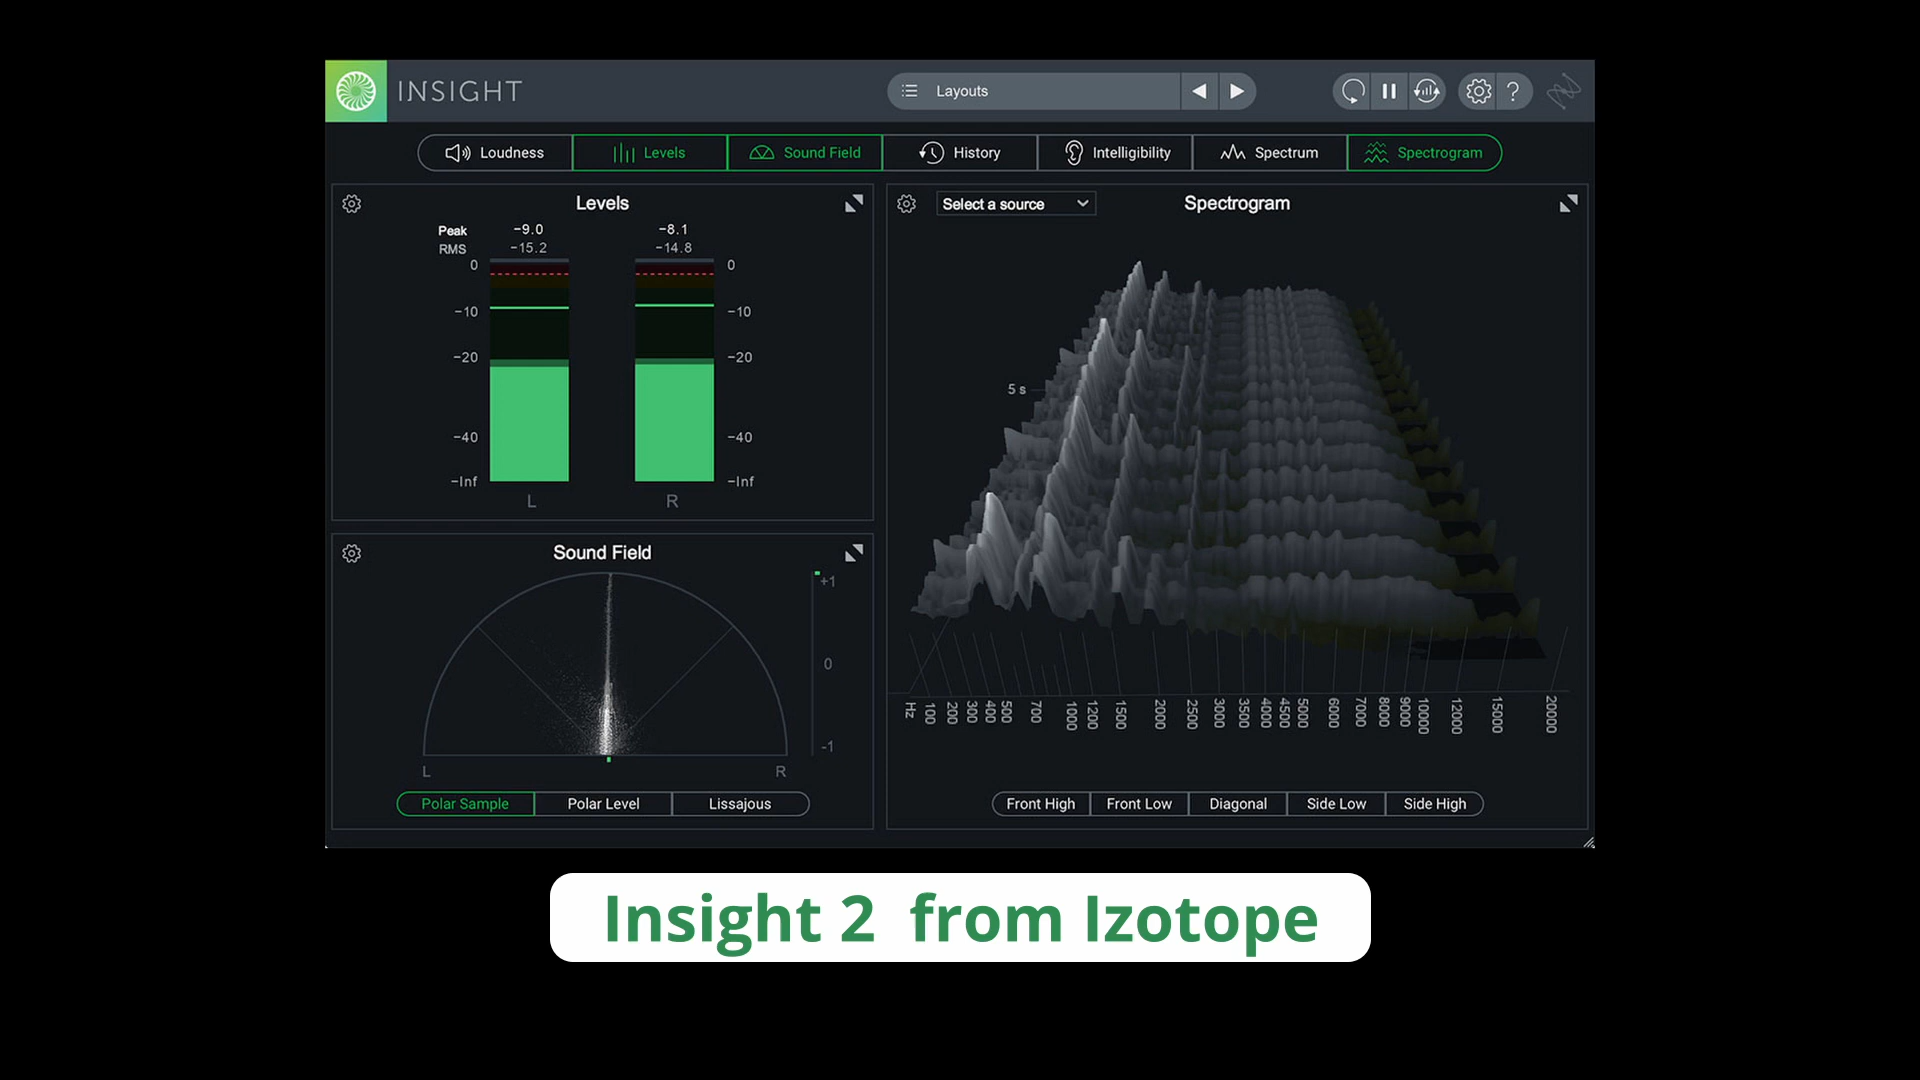 INSIGHT
Layouts
?
Loudness
Levels
Sound Field
History
Intelligibility
Spectrum
Spectrogram
Levels
Peak -9.0 -8.1
RMS -15.2 -14.8
0 0
-10 -10
-20 -20
-40 -40
-Inf -Inf
L R
Sound Field
+1
0
-1
L R
Polar Sample
Polar Level
Lissajous
Select a source
Spectrogram
5 s
Hz 100 200 300 400 500 700 1000 1200 1500 2000 2500 3000 3500 4000 4500 5000 6000 7000 8000 9000 10000 12000 15000 20000
Front High
Front Low
Diagonal
Side Low
Side High
Insight 2 from Izotope